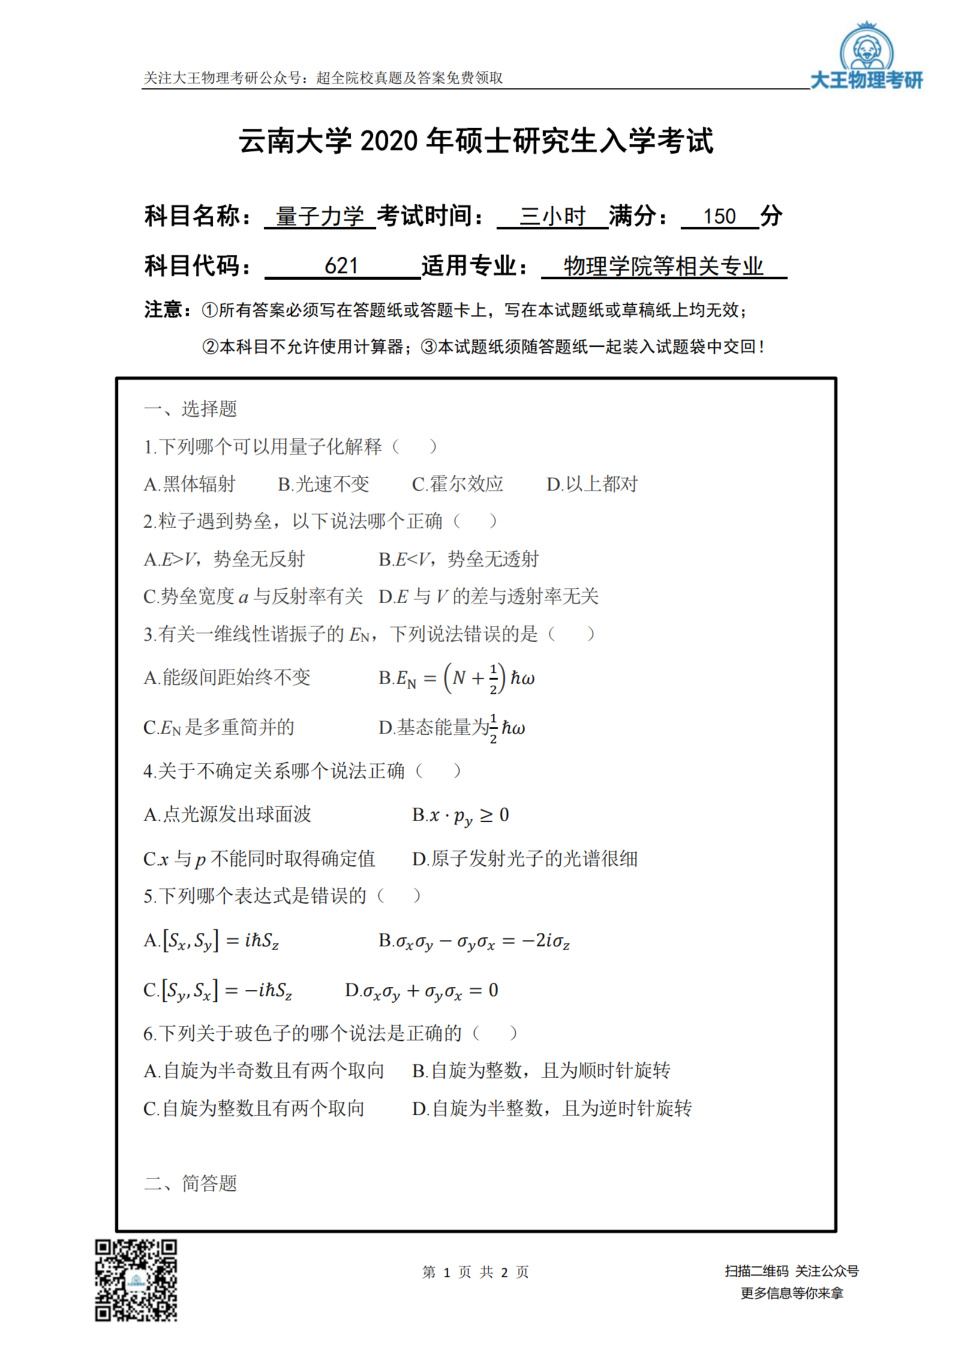 关注大王物理考研公众号：超全院校真题及答案免费领取
大王物理考研
云南大学 2020 年硕士研究生入学考试
科目名称： 量子力学 考试时间： 三小时 满分： 150 分
科目代码： 621 适用专业： 物理学院等相关专业
注意：①所有答案必须写在答题纸或答题卡上，写在本试题纸或草稿纸上均无效；
②本科目不允许使用计算器；③本试题纸须随答题纸一起装入试题袋中交回！
一、选择题
1.下列哪个可以用量子化解释（ ）
A.黑体辐射 B.光速不变 C.霍尔效应 D.以上都对
2.粒子遇到势垒，以下说法哪个正确（ ）
A.E>V，势垒无反射 B.E<V，势垒无透射
C.势垒宽度 a 与反射率有关 D.E 与 V 的差与透射率无关
3.有关一维线性谐振子的 E_N，下列说法错误的是（ ）
A.能级间距始终不变 B.E_N = (N + 1/2) ħω
C.E_N 是多重简并的 D.基态能量为 1/2 ħω
4.关于不确定关系哪个说法正确（ ）
A.点光源发出球面波 B.x · p_y ≥ 0
C.x 与 p 不能同时取得确定值 D.原子发射光子的光谱很细
5.下列哪个表达式是错误的（ ）
A.[S_x, S_y] = iħS_z B.σ_xσ_y − σ_yσ_x = −2iσ_z
C.[S_y, S_x] = −iħS_z D.σ_xσ_y + σ_yσ_x = 0
6.下列关于玻色子的哪个说法是正确的（ ）
A.自旋为半奇数且有两个取向 B.自旋为整数，且为顺时针旋转
C.自旋为整数且有两个取向 D.自旋为半整数，且为逆时针旋转
二、简答题
第 1 页 共 2 页
扫描二维码 关注公众号
更多信息等你来拿